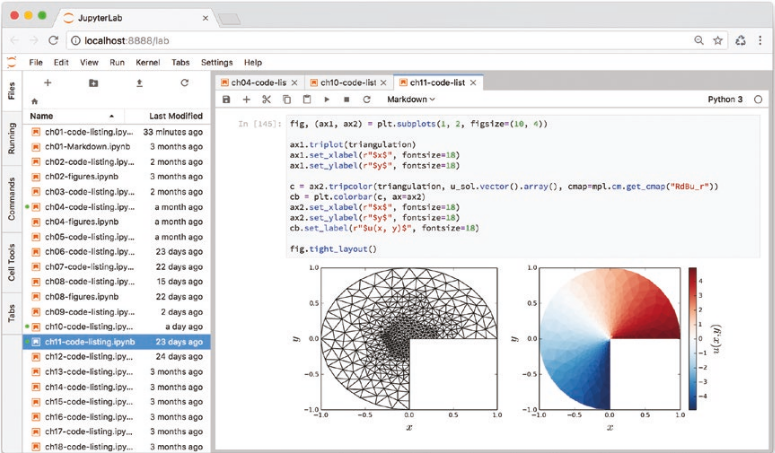 JupyterLab
localhost:8888/lab
File Edit View Run Kernel Tabs Settings Help
Files
Running
Commands
Cell Tools
Tabs
Name Last Modified
ch01-code-listing.ipy... 33 minutes ago
ch01-Markdown.ipynb 3 months ago
ch02-code-listing.ipy... 2 months ago
ch02-figures.ipynb 3 months ago
ch03-code-listing.ipy... 2 months ago
ch04-code-listing.ipy... a month ago
ch04-figures.ipynb a month ago
ch05-code-listing.ipy... a month ago
ch06-code-listing.ipy... 23 days ago
ch07-code-listing.ipy... 22 days ago
ch08-code-listing.ipy... 15 days ago
ch08-figures.ipynb 22 days ago
ch09-code-listing.ipy... 2 days ago
ch10-code-listing.ipy... a day ago
ch11-code-listing.ipynb 23 days ago
ch12-code-listing.ipy... 24 days ago
ch13-code-listing.ipy... 3 months ago
ch14-code-listing.ipy... 3 months ago
ch15-code-listing.ipy... 3 months ago
ch16-code-listing.ipy... 3 months ago
ch17-code-listing.ipy... 3 months ago
ch18-code-listing.ipy... 3 months ago
ch04-code-lis ch10-code-list ch11-code-list
Markdown Python 3
In [145]: fig, (ax1, ax2) = plt.subplots(1, 2, figsize=(10, 4))
ax1.triplot(triangulation)
ax1.set_xlabel(r"$x$", fontsize=18)
ax1.set_ylabel(r"$y$", fontsize=18)
c = ax2.tripcolor(triangulation, u_sol.vector().array(), cmap=mpl.cm.get_cmap("RdBu_r"))
cb = plt.colorbar(c, ax=ax2)
ax2.set_xlabel(r"$x$", fontsize=18)
ax2.set_ylabel(r"$y$", fontsize=18)
cb.set_label(r"$u(x, y)$", fontsize=18)
fig.tight_layout()
1.0
0.5
0.0
−0.5
−1.0
y
−1.0 −0.5 0.0 0.5 1.0
x
1.0
0.5
0.0
−0.5
−1.0
y
−1.0 −0.5 0.0 0.5 1.0
x
4
3
2
1
0
−1
−2
−3
−4
u(x, y)